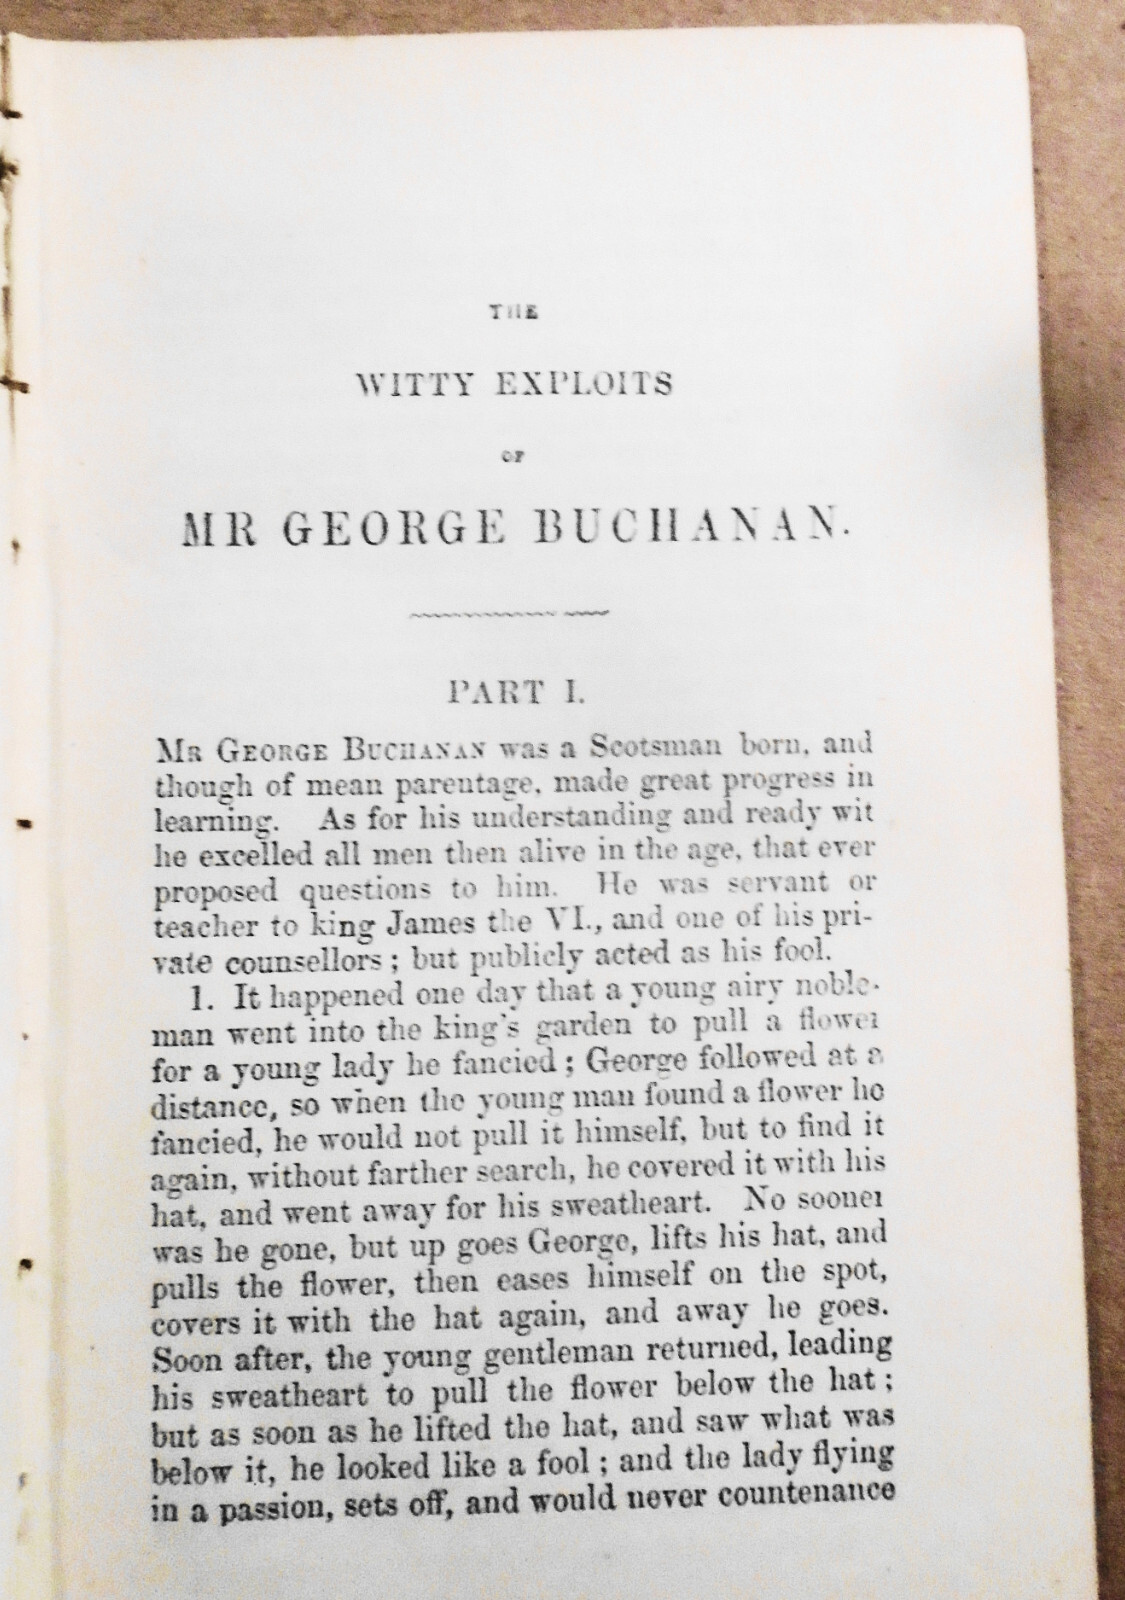 THE
WITTY EXPLOITS
OF
MR GEORGE BUCHANAN.
PART I.
MR GEORGE BUCHANAN was a Scotsman born, and
though of mean parentage, made great progress in
learning. As for his understanding and ready wit
he excelled all men then alive in the age, that ever
proposed questions to him. He was servant or
teacher to king James the VI., and one of his pri-
vate counsellors; but publicly acted as his fool.
1. It happened one day that a young airy noble-
man went into the king's garden to pull a flower
for a young lady he fancied; George followed at a
distance, so when the young man found a flower he
fancied, he would not pull it himself, but to find it
again, without farther search, he covered it with his
hat, and went away for his sweatheart. No sooner
was he gone, but up goes George, lifts his hat, and
pulls the flower, then eases himself on the spot,
covers it with the hat again, and away he goes.
Soon after, the young gentleman returned, leading
his sweatheart to pull the flower below the hat;
but as soon as he lifted the hat, and saw what was
below it, he looked like a fool; and the lady flying
in a passion, sets off, and would never countenance